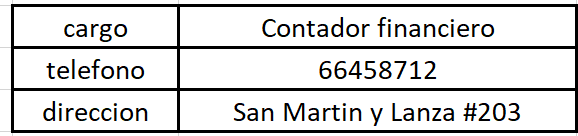 cargo Contador financiero
telefono 66458712
direccion San Martin y Lanza #203